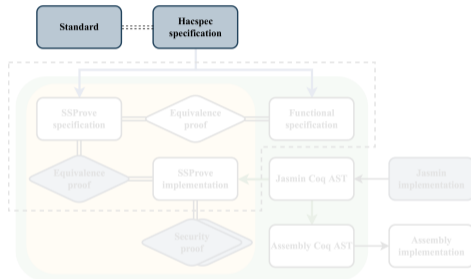 Standard
Hacspec
specification
SSProve
specification
Equivalence
proof
Functional
specification
Equivalence
proof
SSProve
implementation
Jasmin Coq AST
Jasmin
implementation
Security
proof
Assembly Coq AST
Assembly
implementation